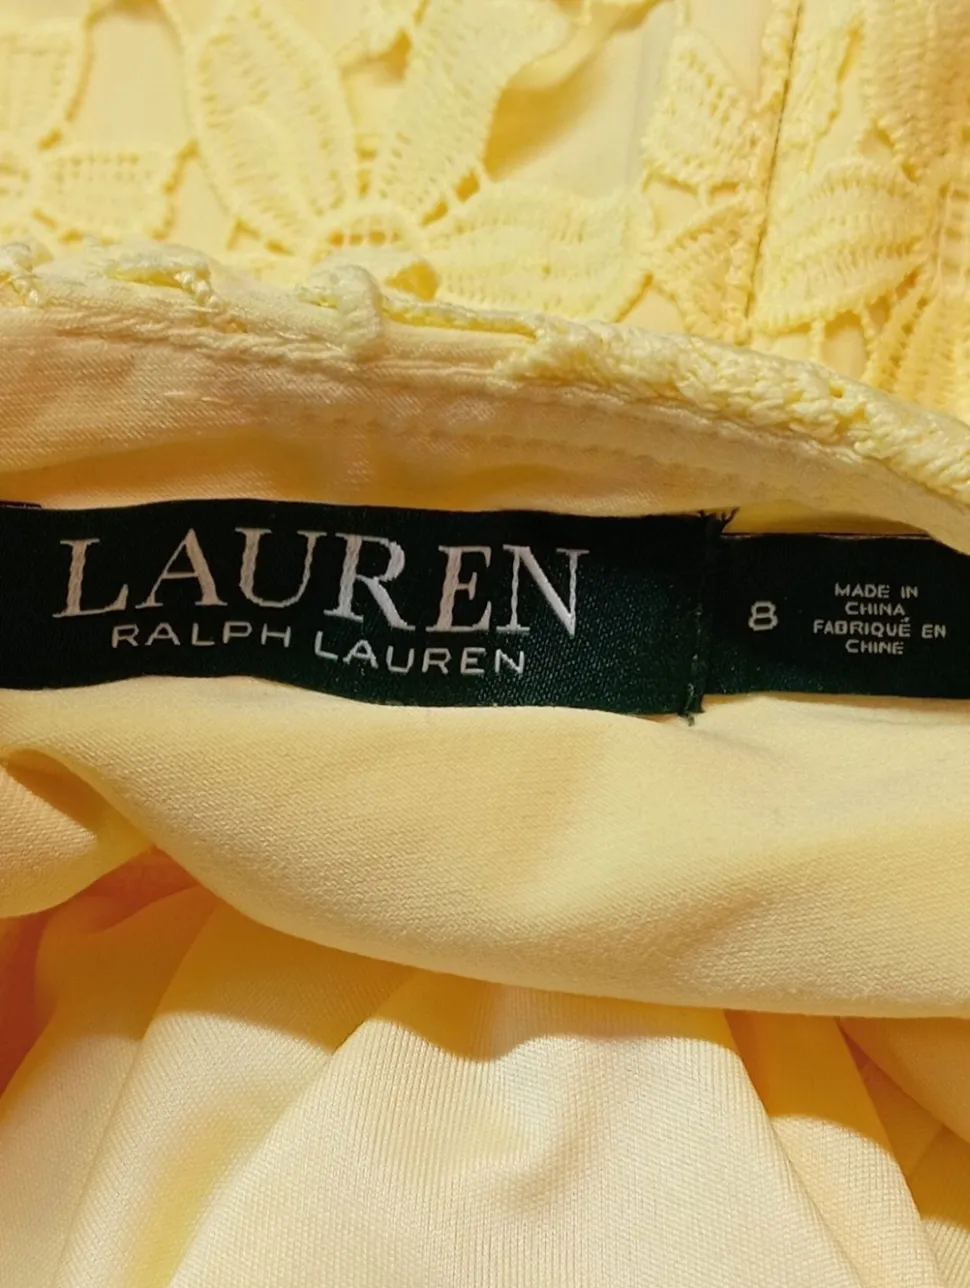 LAUREN
RALPH LAUREN
8
MADE IN
CHINA
FABRIQUÉ EN
CHINE